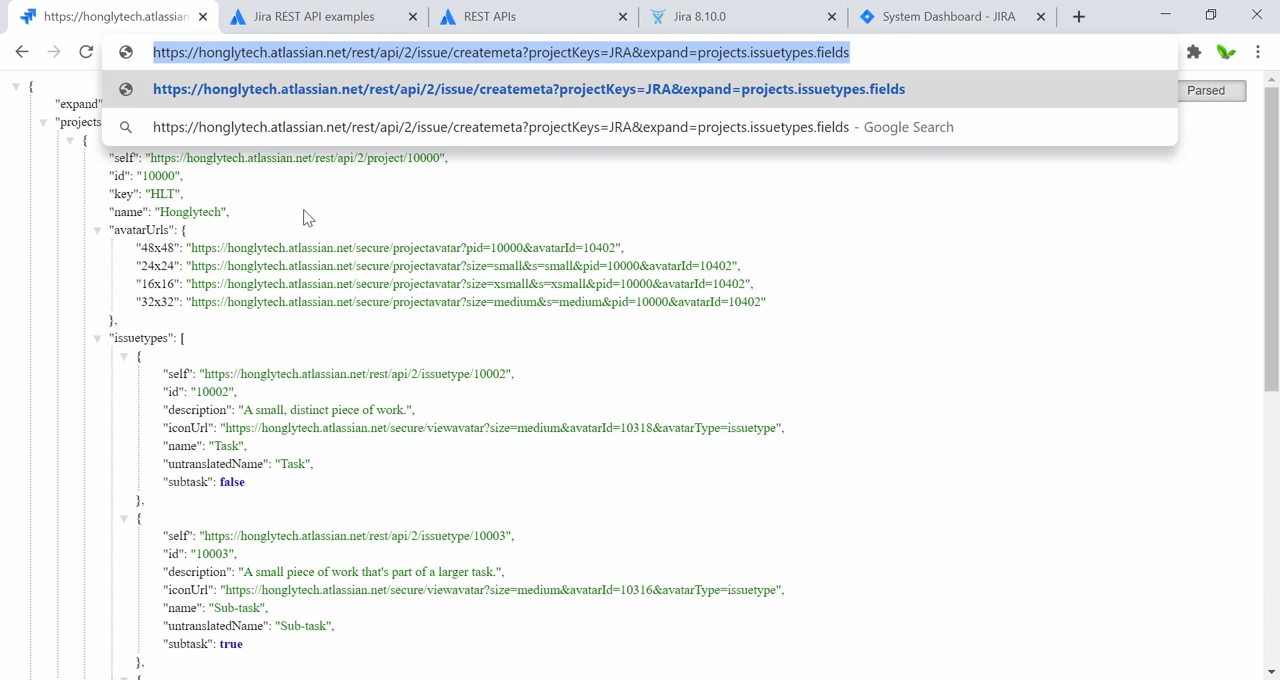 https://honglytech.atlassian
Jira REST API examples
REST APIs
Jira 8.10.0
System Dashboard - JIRA
https://honglytech.atlassian.net/rest/api/2/issue/createmeta?projectKeys=JRA&expand=projects.issuetypes.fields
https://honglytech.atlassian.net/rest/api/2/issue/createmeta?projectKeys=JRA&expand=projects.issuetypes.fields
https://honglytech.atlassian.net/rest/api/2/issue/createmeta?projectKeys=JRA&expand=projects.issuetypes.fields - Google Search
Parsed
{
"expand"
"projects
{
"self": "https://honglytech.atlassian.net/rest/api/2/project/10000",
"id": "10000",
"key": "HLT",
"name": "Honglytech",
"avatarUrls": {
"48x48": "https://honglytech.atlassian.net/secure/projectavatar?pid=10000&avatarId=10402",
"24x24": "https://honglytech.atlassian.net/secure/projectavatar?size=small&s=small&pid=10000&avatarId=10402",
"16x16": "https://honglytech.atlassian.net/secure/projectavatar?size=xsmall&s=xsmall&pid=10000&avatarId=10402",
"32x32": "https://honglytech.atlassian.net/secure/projectavatar?size=medium&s=medium&pid=10000&avatarId=10402"
},
"issuetypes": [
{
"self": "https://honglytech.atlassian.net/rest/api/2/issuetype/10002",
"id": "10002",
"description": "A small, distinct piece of work.",
"iconUrl": "https://honglytech.atlassian.net/secure/viewavatar?size=medium&avatarId=10318&avatarType=issuetype",
"name": "Task",
"untranslatedName": "Task",
"subtask": false
},
{
"self": "https://honglytech.atlassian.net/rest/api/2/issuetype/10003",
"id": "10003",
"description": "A small piece of work that's part of a larger task.",
"iconUrl": "https://honglytech.atlassian.net/secure/viewavatar?size=medium&avatarId=10316&avatarType=issuetype",
"name": "Sub-task",
"untranslatedName": "Sub-task",
"subtask": true
},
{